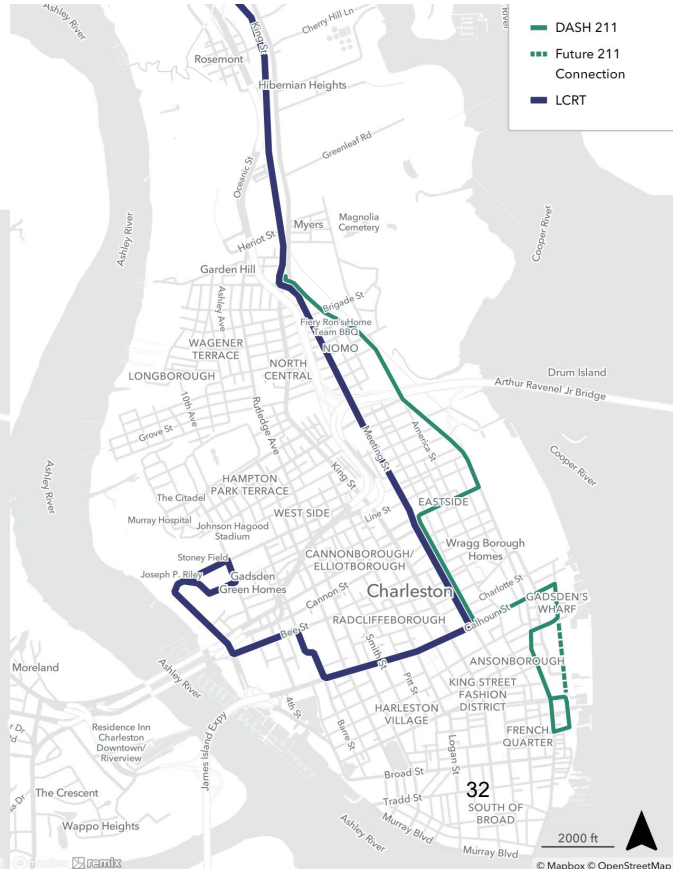 DASH 211
Future 211
Connection
LCRT
Ashley River
King St
Cherry Hill Ln
River
Rosemont
Hibernian Heights
Greenleaf Rd
Oceanic St
Ashley River
Cooper River
Myers
Magnolia
Cemetery
Heriot St
Garden Hill
Ashley Ave
Brigade St
Fiery Ron's Home
Team BBQ
WAGENER
TERRACE
NOMO
NORTH
CENTRAL
LONGBOROUGH
Drum Island
Arthur Ravenel Jr Bridge
10th Ave
Rutledge Ave
Grove St
Meeting St
America St
Cooper River
Ashley River
King St
HAMPTON
PARK TERRACE
The Citadel
WEST SIDE
Line St
EASTSIDE
Murray Hospital
Johnson Hagood
Stadium
Wragg Borough
Homes
Stoney Field
CANNONBOROUGH/
ELLIOTBOROUGH
Joseph P. Riley
Gadsden
Green Homes
Cannon St
Charleston
Charlotte St
GADSDEN'S
WHARF
Calhoun St
RADCLIFFEBOROUGH
Bee St
Smith St
Pitt St
ANSONBOROUGH
Moreland
Ashley River
KING STREET
FASHION
DISTRICT
4th St
HARLESTON
VILLAGE
James Island Expy
Residence Inn
Charleston
Downtown/
Riverview
Barre St
Logan St
FRENCH
QUARTER
r Dr
Broad St
The Crescent
32
Tradd St
SOUTH OF
BROAD
Wappo Heights
Ashley River
Murray Blvd
Murray Blvd
2000 ft
mapbox remix
© Mapbox © OpenStreetMap